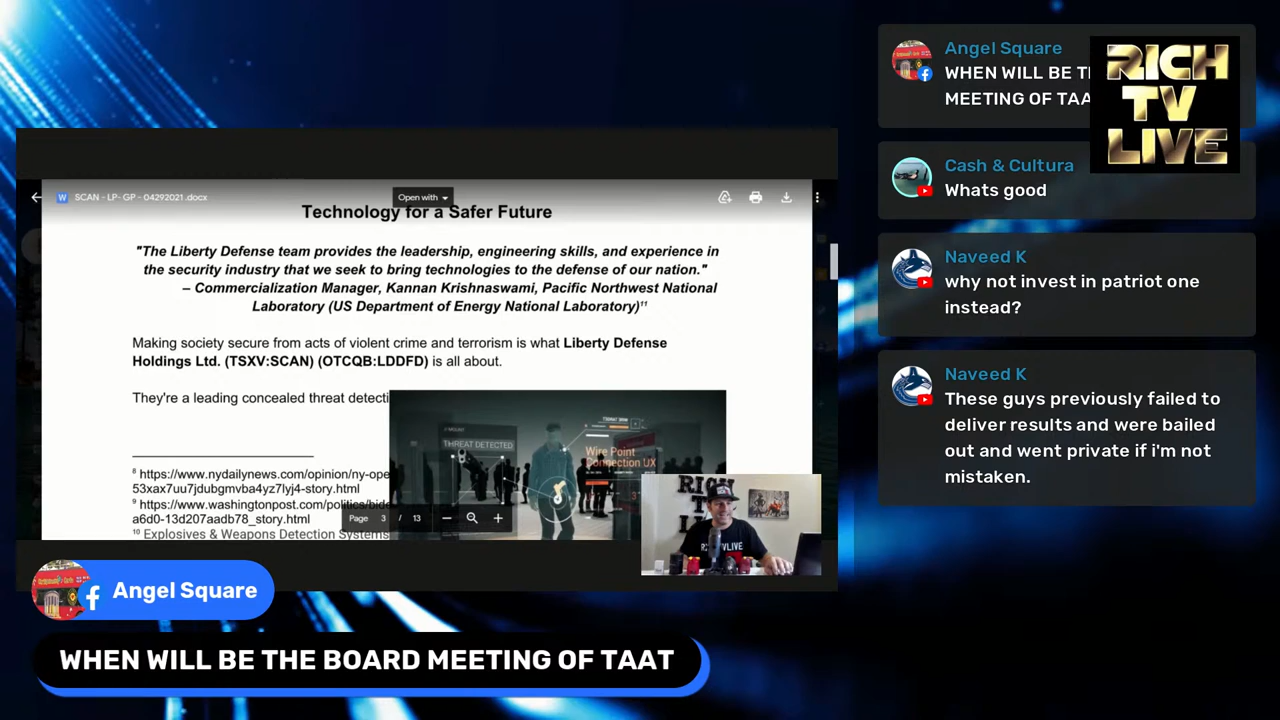 SCAN - LP- GP - 04292021 .docx
Open with
Technology for a Safer Future
"The Liberty Defense team provides the leadership, engineering skills, and experience in
the security industry that we seek to bring technologies to the defense of our nation."
– Commercialization Manager, Kannan Krishnaswami, Pacific Northwest National
Laboratory (US Department of Energy National Laboratory)¹¹
Making society secure from acts of violent crime and terrorism is what Liberty Defense
Holdings Ltd. (TSXV:SCAN) (OTCQB:LDDFD) is all about.
They're a leading concealed threat detecti
THREAT DETECTED
Wire Point
Connection UX
⁸ https://www.nydailynews.com/opinion/ny-ope
53xax7uu7jdubgmvba4yz7lyj4-story.html
⁹ https://www.washingtonpost.com/politics/bide
a6d0-13d207aadb78_story.html
¹⁰ Explosives & Weapons Detection Systems
Page 3 / 13
RICH
TV
RICHTVLIVE
Angel Square
WHEN WILL BE THE BOARD MEETING OF TAAT
Angel Square
WHEN WILL BE T
MEETING OF TAA
RICH
TV
LIVE
Cash & Cultura
Whats good
Naveed K
why not invest in patriot one
instead?
Naveed K
These guys previously failed to
deliver results and were bailed
out and went private if i'm not
mistaken.